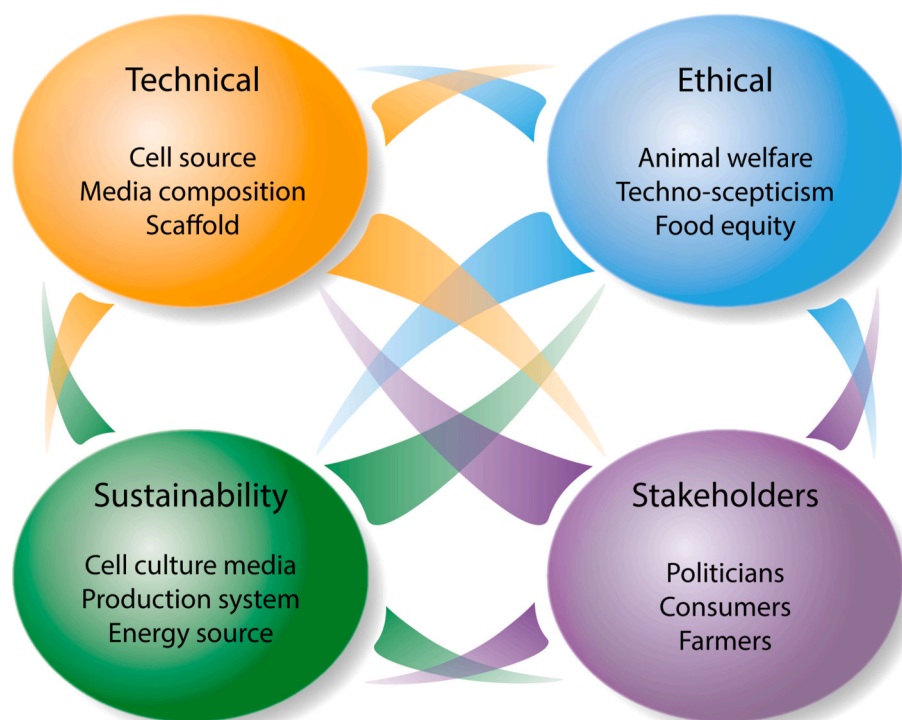 Technical
Cell source
Media composition
Scaffold
Ethical
Animal welfare
Techno-scepticism
Food equity
Sustainability
Cell culture media
Production system
Energy source
Stakeholders
Politicians
Consumers
Farmers